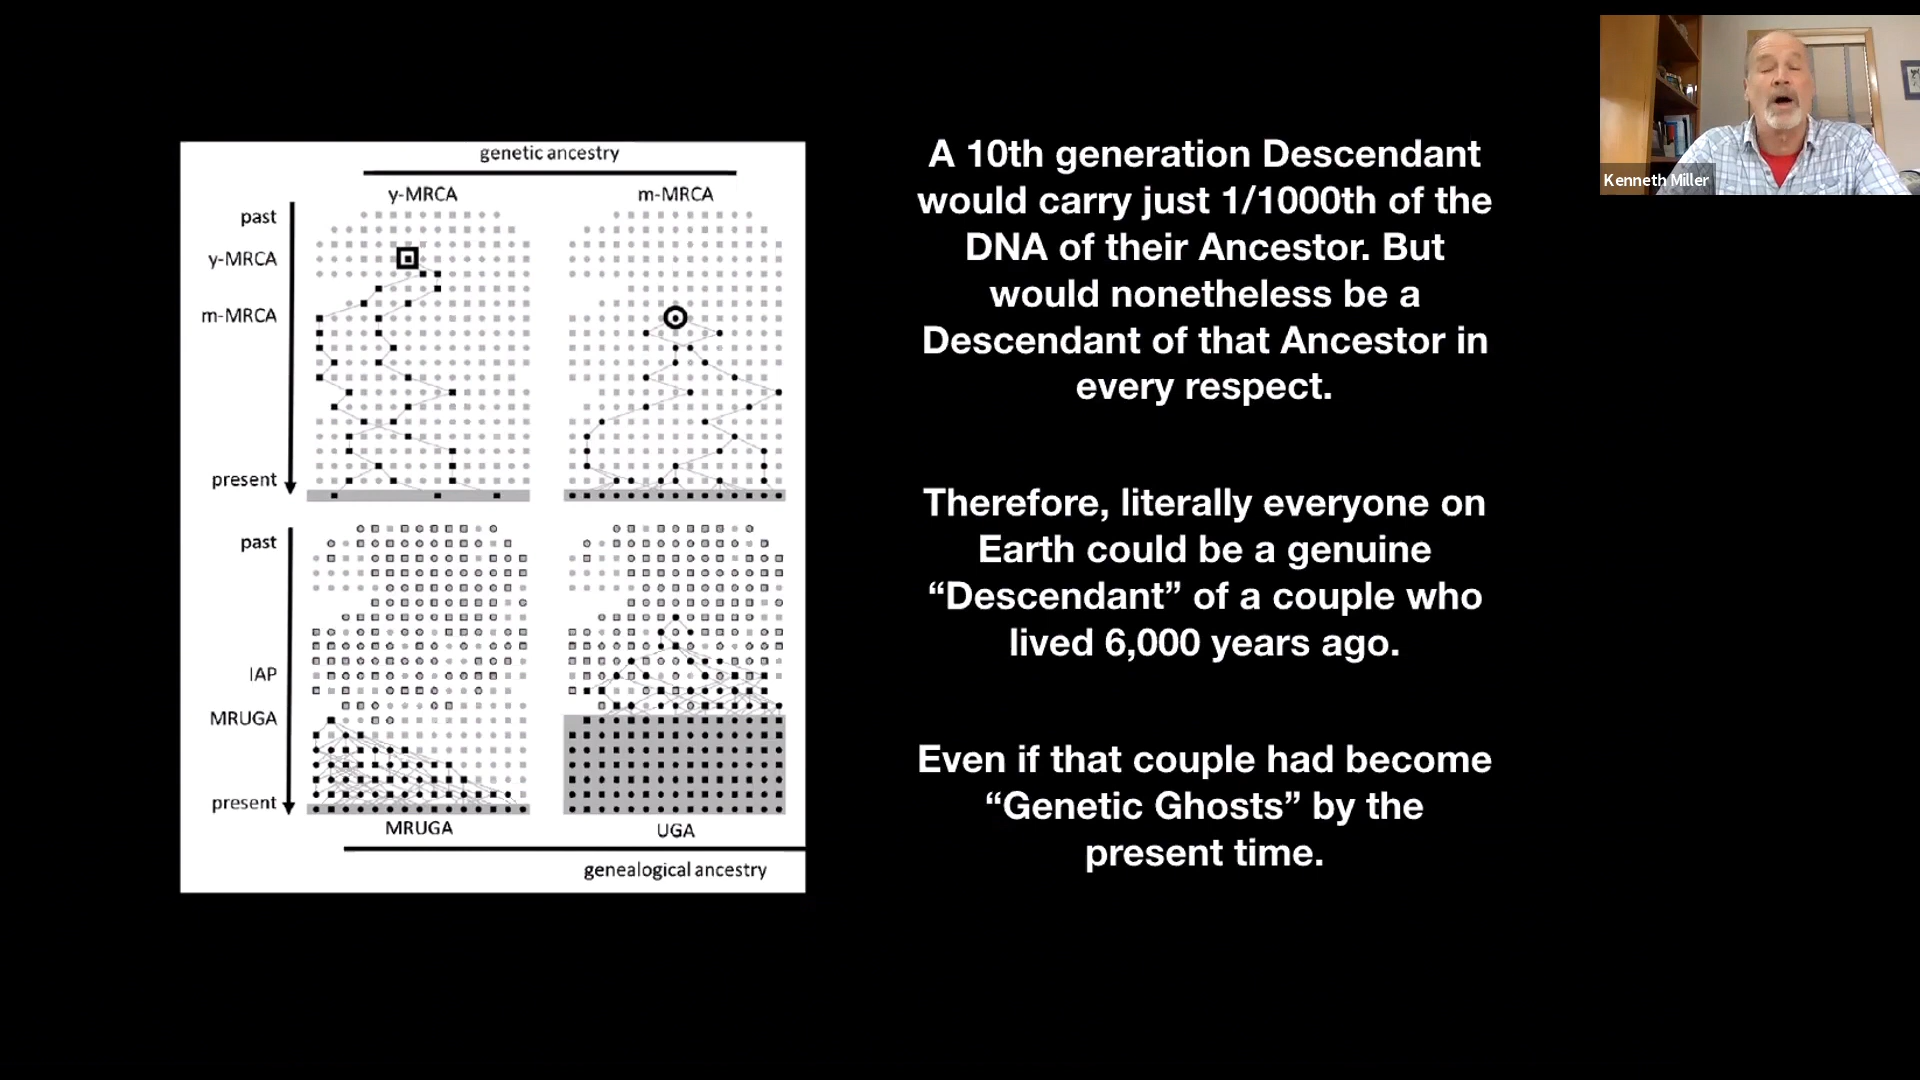 genetic ancestry
y-MRCA
m-MRCA
past
y-MRCA
m-MRCA
present
past
IAP
MRUGA
present
MRUGA
UGA
genealogical ancestry
A 10th generation Descendant
would carry just 1/1000th of the
DNA of their Ancestor. But
would nonetheless be a
Descendant of that Ancestor in
every respect.
Therefore, literally everyone on
Earth could be a genuine
“Descendant” of a couple who
lived 6,000 years ago.
Even if that couple had become
“Genetic Ghosts” by the
present time.
Kenneth Miller